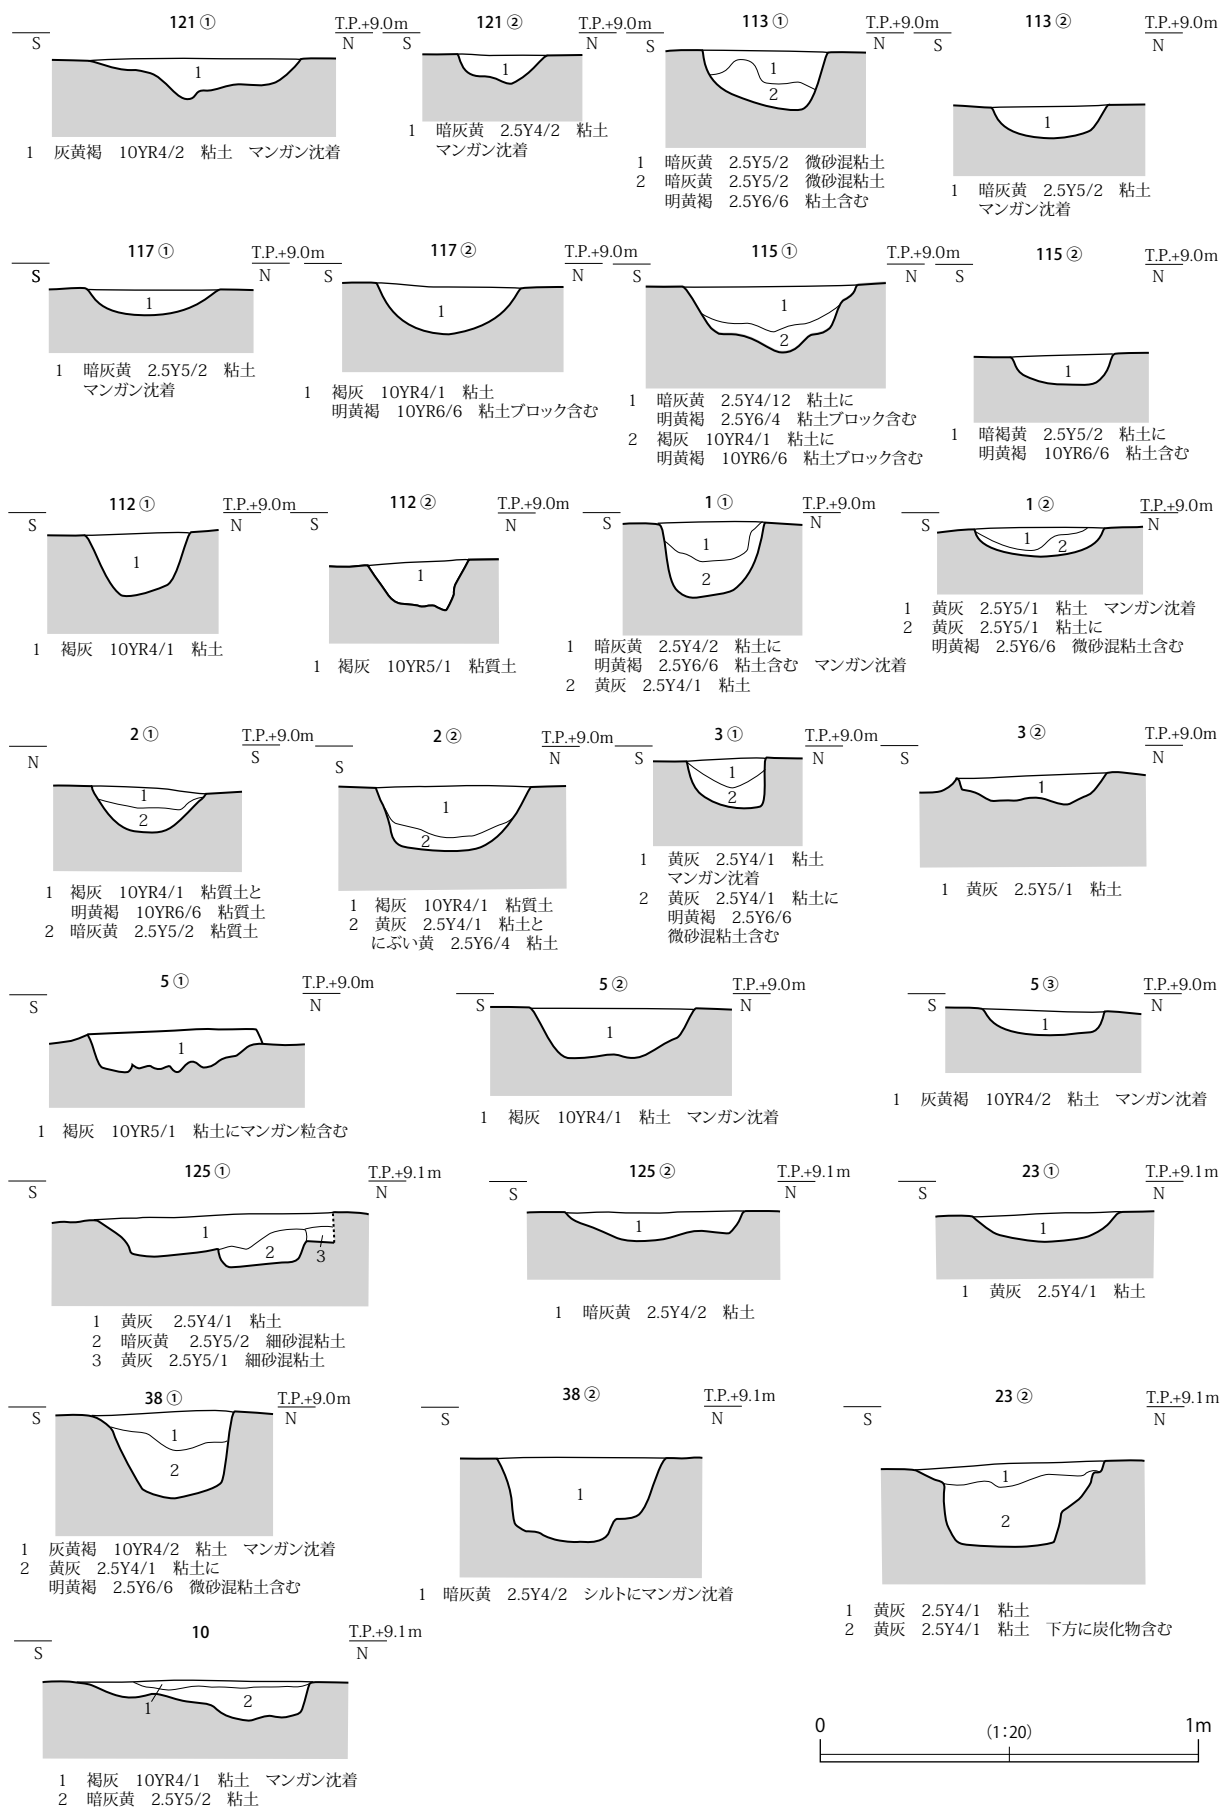 121 ①
T.P.+9.0m
S
N
1
1 灰黄褐 10YR4/2 粘土 マンガン沈着
121 ②
T.P.+9.0m
S
N
1
1 暗灰黄 2.5Y4/2 粘土
マンガン沈着
113 ①
T.P.+9.0m
S
N
1
2
1 暗灰黄 2.5Y5/2 微砂混粘土
2 暗灰黄 2.5Y5/2 微砂混粘土
明黄褐 2.5Y6/6 粘土含む
113 ②
T.P.+9.0m
S
N
1
1 暗灰黄 2.5Y5/2 粘土
マンガン沈着
117 ①
T.P.+9.0m
S
N
1
1 暗灰黄 2.5Y5/2 粘土
マンガン沈着
117 ②
T.P.+9.0m
S
N
1
1 褐灰 10YR4/1 粘土
明黄褐 10YR6/6 粘土ブロック含む
115 ①
T.P.+9.0m
S
N
1
2
1 暗灰黄 2.5Y4/12 粘土に
明黄褐 2.5Y6/4 粘土ブロック含む
2 褐灰 10YR4/1 粘土に
明黄褐 10YR6/6 粘土ブロック含む
115 ②
T.P.+9.0m
S
N
1
1 暗褐黄 2.5Y5/2 粘土に
明黄褐 10YR6/6 粘土含む
112 ①
T.P.+9.0m
S
N
1
1 褐灰 10YR4/1 粘土
112 ②
T.P.+9.0m
S
N
1
1 褐灰 10YR5/1 粘質土
1 ①
T.P.+9.0m
S
N
1
2
1 暗灰黄 2.5Y4/2 粘土に
明黄褐 2.5Y6/6 粘土含む マンガン沈着
2 黄灰 2.5Y4/1 粘土
1 ②
T.P.+9.0m
S
N
1
2
1 黄灰 2.5Y5/1 粘土 マンガン沈着
2 黄灰 2.5Y5/1 粘土に
明黄褐 2.5Y6/6 微砂混粘土含む
2 ①
T.P.+9.0m
N
S
1
2
1 褐灰 10YR4/1 粘質土と
明黄褐 10YR6/6 粘質土
2 暗灰黄 2.5Y5/2 粘質土
2 ②
T.P.+9.0m
S
N
1
2
1 褐灰 10YR4/1 粘質土
2 黄灰 2.5Y4/1 粘土と
にぶい黄 2.5Y6/4 粘土
3 ①
T.P.+9.0m
S
N
1
2
1 黄灰 2.5Y4/1 粘土
マンガン沈着
2 黄灰 2.5Y4/1 粘土に
明黄褐 2.5Y6/6
微砂混粘土含む
3 ②
T.P.+9.0m
S
N
1
1 黄灰 2.5Y5/1 粘土
5 ①
T.P.+9.0m
S
N
1
1 褐灰 10YR5/1 粘土にマンガン粒含む
5 ②
T.P.+9.0m
S
N
1
1 褐灰 10YR4/1 粘土 マンガン沈着
5 ③
T.P.+9.0m
S
N
1
1 灰黄褐 10YR4/2 粘土 マンガン沈着
125 ①
T.P.+9.1m
S
N
1
2
3
1 黄灰 2.5Y4/1 粘土
2 暗灰黄 2.5Y5/2 細砂混粘土
3 黄灰 2.5Y5/1 細砂混粘土
125 ②
T.P.+9.1m
S
N
1
1 暗灰黄 2.5Y4/2 粘土
23 ①
T.P.+9.1m
S
N
1
1 黄灰 2.5Y4/1 粘土
38 ①
T.P.+9.0m
S
N
1
2
1 灰黄褐 10YR4/2 粘土 マンガン沈着
2 黄灰 2.5Y4/1 粘土に
明黄褐 2.5Y6/6 微砂混粘土含む
38 ②
T.P.+9.1m
S
N
1
1 暗灰黄 2.5Y4/2 シルトにマンガン沈着
23 ②
T.P.+9.1m
S
N
1
2
1 黄灰 2.5Y4/1 粘土
2 黄灰 2.5Y4/1 粘土 下方に炭化物含む
10
T.P.+9.1m
S
N
1
2
1 褐灰 10YR4/1 粘土 マンガン沈着
2 暗灰黄 2.5Y5/2 粘土
0
(1:20)
1m